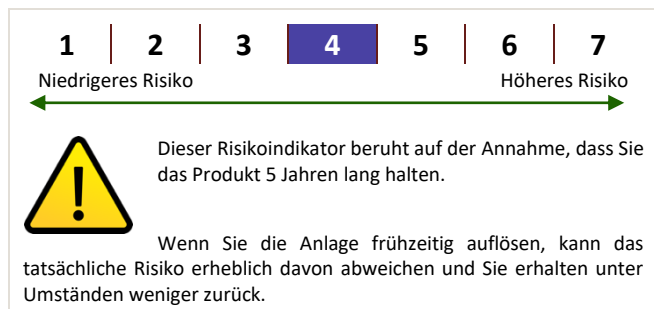 1 2 3 4 5 6 7
Niedrigeres Risiko Höheres Risiko
Dieser Risikoindikator beruht auf der Annahme, dass Sie
das Produkt 5 Jahren lang halten.
Wenn Sie die Anlage frühzeitig auflösen, kann das
tatsächliche Risiko erheblich davon abweichen und Sie erhalten unter
Umständen weniger zurück.